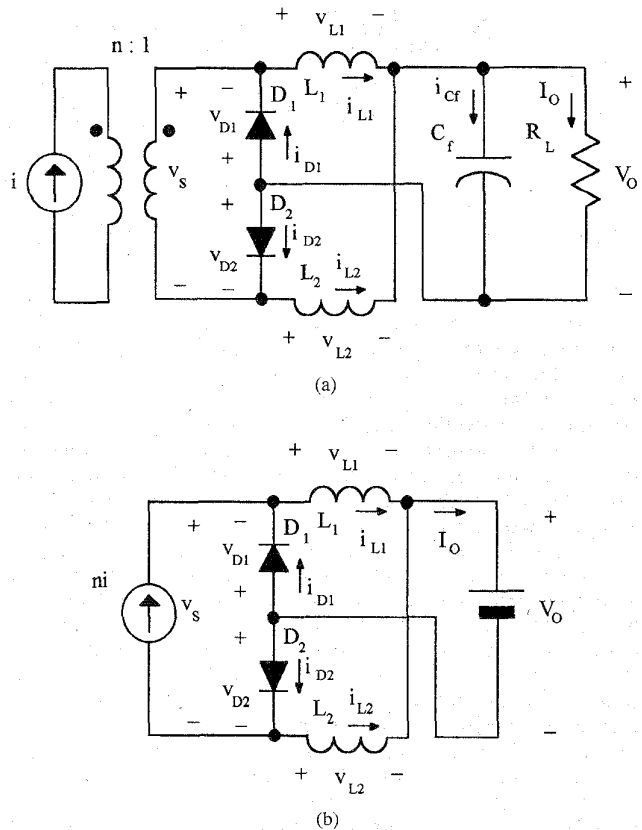 + v_L1 −
n : 1
+ − D_1 L_1 i_L1 i_Cf I_O +
v_D1 C_f R_L
i v_S + i_D1 V_O
+ D_2
i_D2
v_D2 L_2 i_L2
− − −
+ v_L2 −
(a)
+ v_L1 −
+ − D_1 L_1 i_L1 I_O +
v_D1
ni v_S + i_D1 V_O
+ D_2
v_D2 i_D2
L_2 i_L2
− − −
+ v_L2 −
(b)